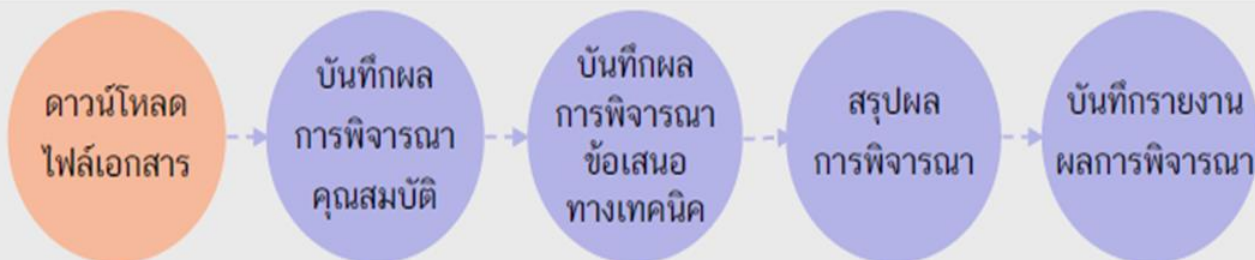 ดาวน์โหลด
ไฟล์เอกสาร
บันทึกผล
การพิจารณา
คุณสมบัติ
บันทึกผล
การพิจารณา
ข้อเสนอ
ทางเทคนิค
สรุปผล
การพิจารณา
บันทึกรายงาน
ผลการพิจารณา